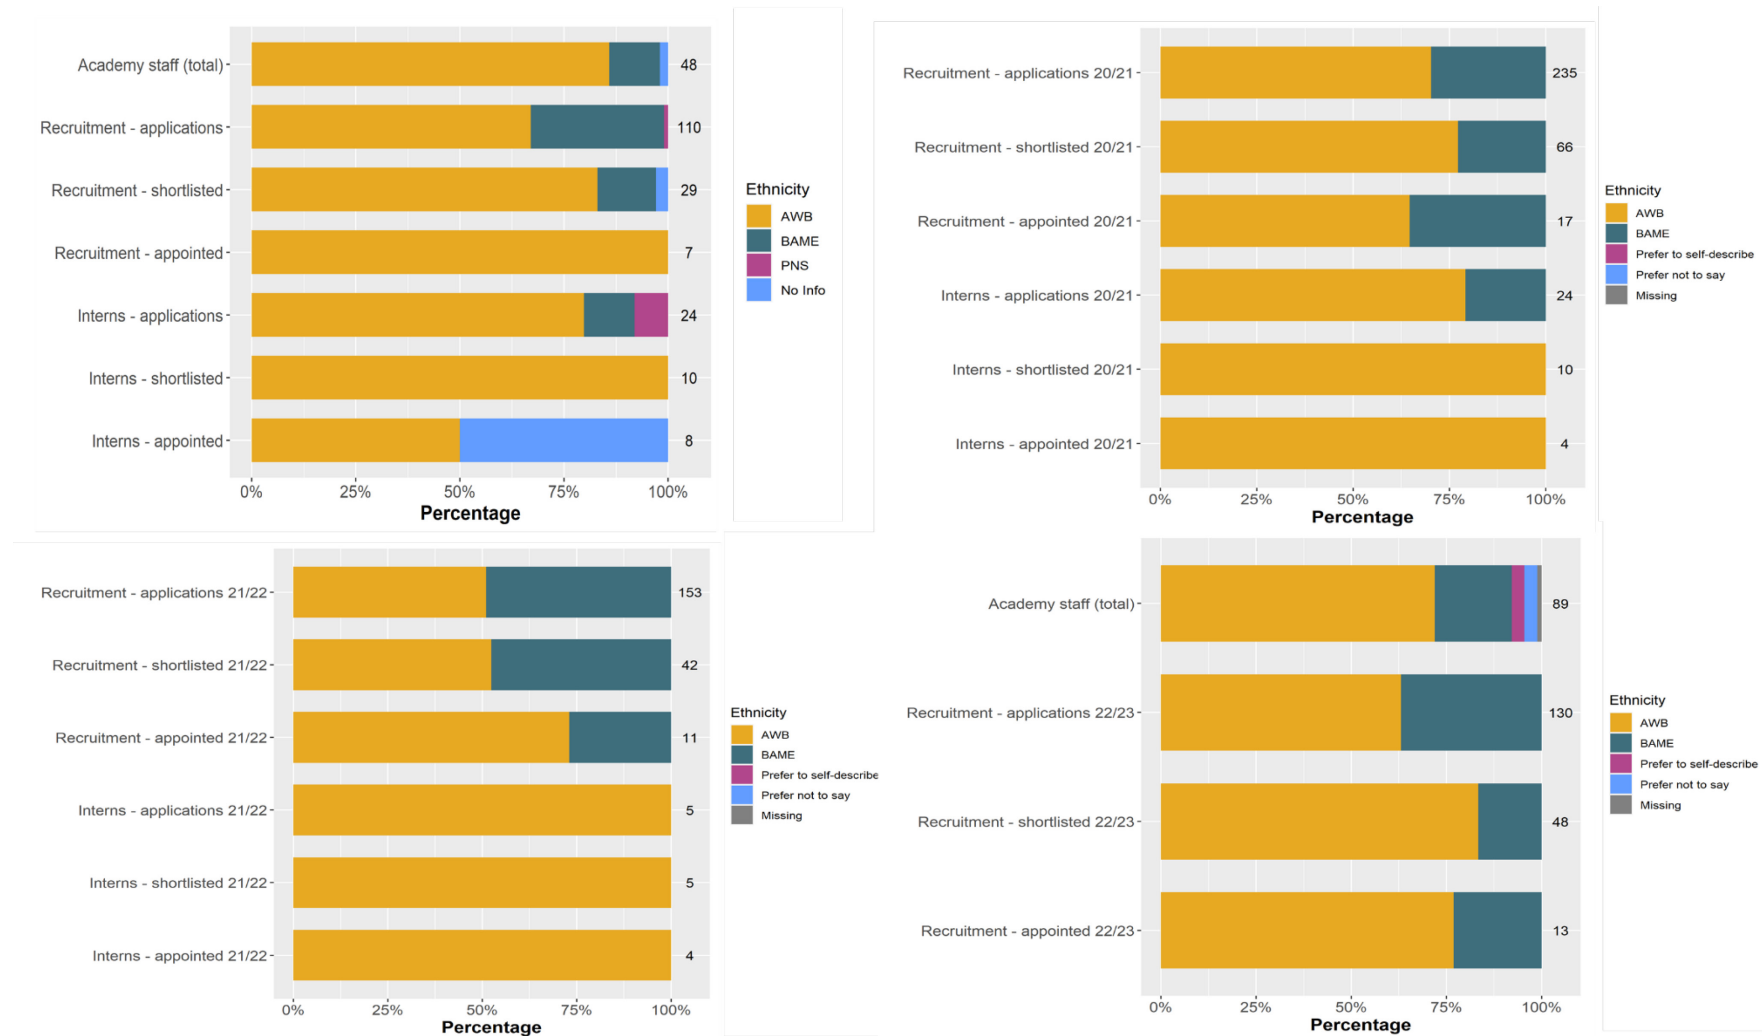 Academy staff (total) 48
Recruitment - applications 110
Recruitment - shortlisted 29
Recruitment - appointed 7
Interns - applications 24
Interns - shortlisted 10
Interns - appointed 8
0% 25% 50% 75% 100%
Percentage
Ethnicity
AWB
BAME
PNS
No Info
Recruitment - applications 20/21 235
Recruitment - shortlisted 20/21 66
Recruitment - appointed 20/21 17
Interns - applications 20/21 24
Interns - shortlisted 20/21 10
Interns - appointed 20/21 4
0% 25% 50% 75% 100%
Percentage
Ethnicity
AWB
BAME
Prefer to self-describe
Prefer not to say
Missing
Recruitment - applications 21/22 153
Recruitment - shortlisted 21/22 42
Recruitment - appointed 21/22 11
Interns - applications 21/22 5
Interns - shortlisted 21/22 5
Interns - appointed 21/22 4
0% 25% 50% 75% 100%
Percentage
Ethnicity
AWB
BAME
Prefer to self-describe
Prefer not to say
Missing
Academy staff (total) 89
Recruitment - applications 22/23 130
Recruitment - shortlisted 22/23 48
Recruitment - appointed 22/23 13
0% 25% 50% 75% 100%
Percentage
Ethnicity
AWB
BAME
Prefer to self-describe
Prefer not to say
Missing